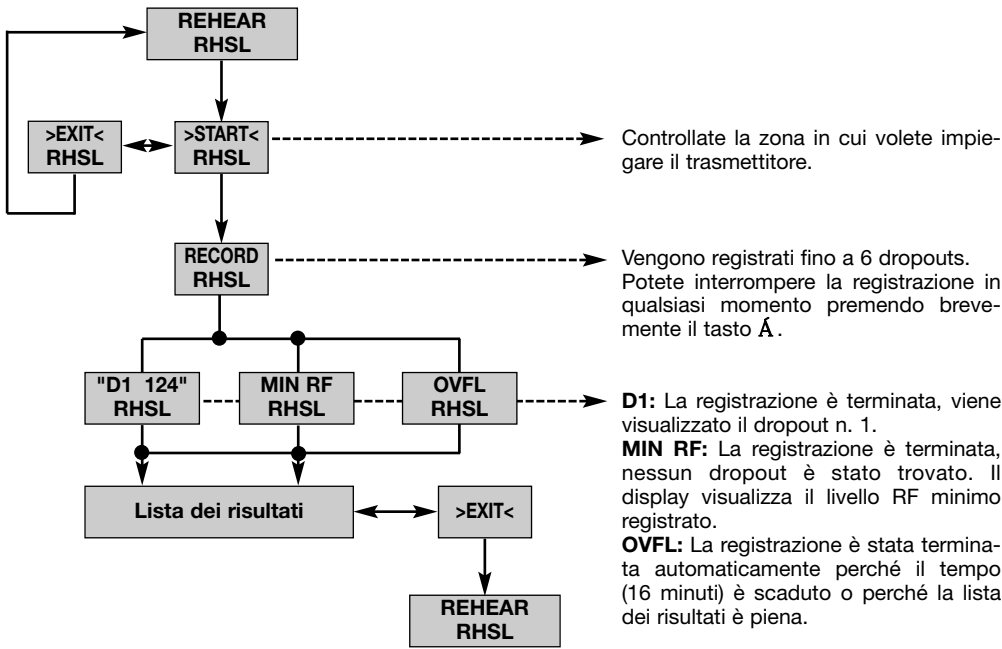 REHEAR
RHSL
>EXIT<
RHSL
>START<
RHSL
Controllate la zona in cui volete impie-
gare il trasmettitore.
RECORD
RHSL
Vengono registrati fino a 6 dropouts.
Potete interrompere la registrazione in
qualsiasi momento premendo breve-
mente il tasto Á.
"D1 124"
RHSL
MIN RF
RHSL
OVFL
RHSL
D1: La registrazione è terminata, viene
visualizzato il dropout n. 1.
MIN RF: La registrazione è terminata,
nessun dropout è stato trovato. Il
display visualizza il livello RF minimo
registrato.
OVFL: La registrazione è stata termina-
ta automaticamente perché il tempo
(16 minuti) è scaduto o perché la lista
dei risultati è piena.
Lista dei risultati
>EXIT<
REHEAR
RHSL